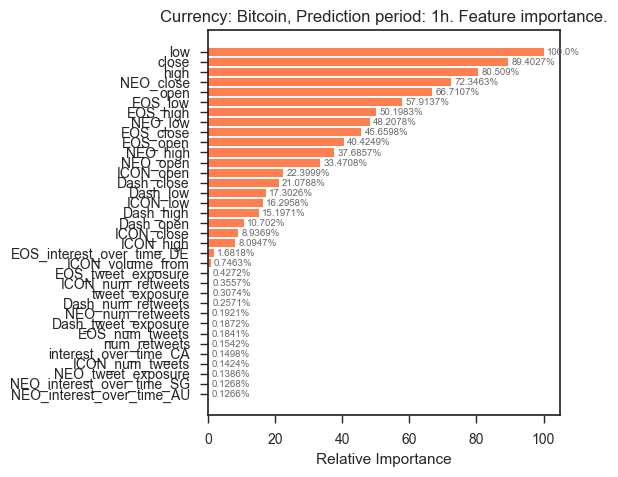 Currency: Bitcoin, Prediction period: 1h. Feature importance.
low 100.0%
close 89.4027%
high 80.509%
NEO_close 72.3463%
open 66.7107%
EOS_low 57.9137%
EOS_high 50.1983%
NEO_low 48.2078%
EOS_close 45.6598%
EOS_open 40.4249%
NEO_high 37.6857%
NEO_open 33.4708%
ICON_open 22.3999%
Dash_close 21.0788%
Dash_low 17.3026%
ICON_low 16.2958%
Dash_high 15.1971%
Dash_open 10.702%
ICON_close 8.9369%
ICON_high 8.0947%
EOS_interest_over_time_DE 1.6818%
ICON_volume_from 0.7463%
EOS_tweet_exposure 0.4272%
ICON_num_retweets 0.3557%
tweet_exposure 0.3074%
Dash_num_retweets 0.2571%
NEO_num_retweets 0.1921%
Dash_tweet_exposure 0.1872%
EOS_num_tweets 0.1841%
num_retweets 0.1542%
interest_over_time_CA 0.1498%
ICON_num_tweets 0.1424%
NEO_tweet_exposure 0.1386%
NEO_interest_over_time_SG 0.1268%
NEO_interest_over_time_AU 0.1266%
0 20 40 60 80 100
Relative Importance